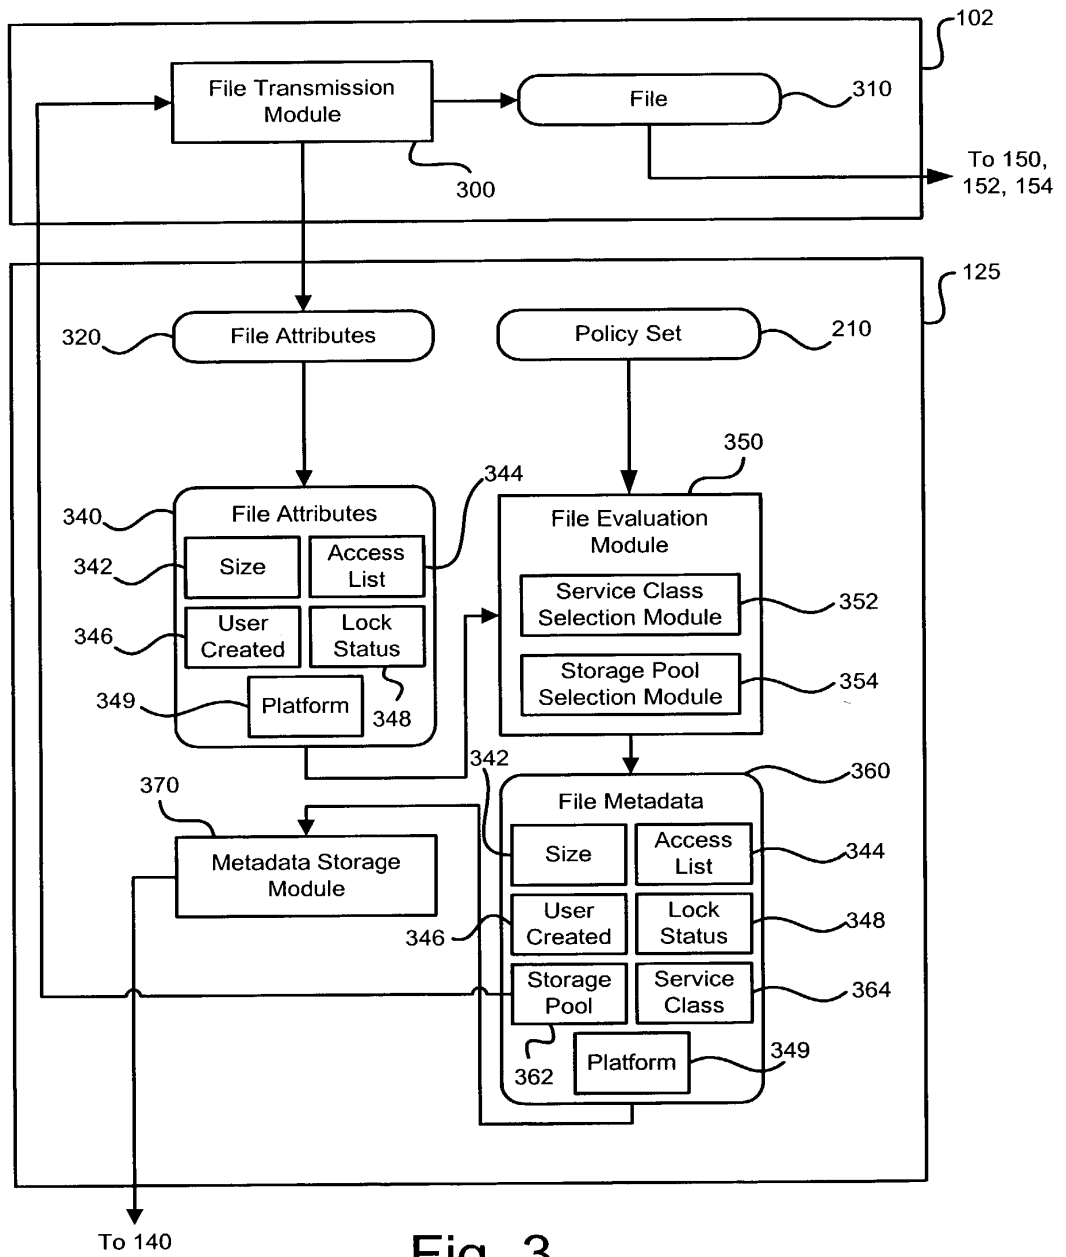 102
File Transmission
Module
File
310
300
To 150,
152, 154
125
320
File Attributes
Policy Set
210
350
344
340
File Attributes
File Evaluation
Module
342
Size
Access
List
Service Class
Selection Module
352
346
User
Created
Lock
Status
Storage Pool
Selection Module
354
349
Platform
348
342
360
370
File Metadata
Metadata Storage
Module
Size
Access
List
344
346
User
Created
Lock
Status
348
Storage
Pool
Service
Class
364
362
Platform
349
To 140
Fig. 3